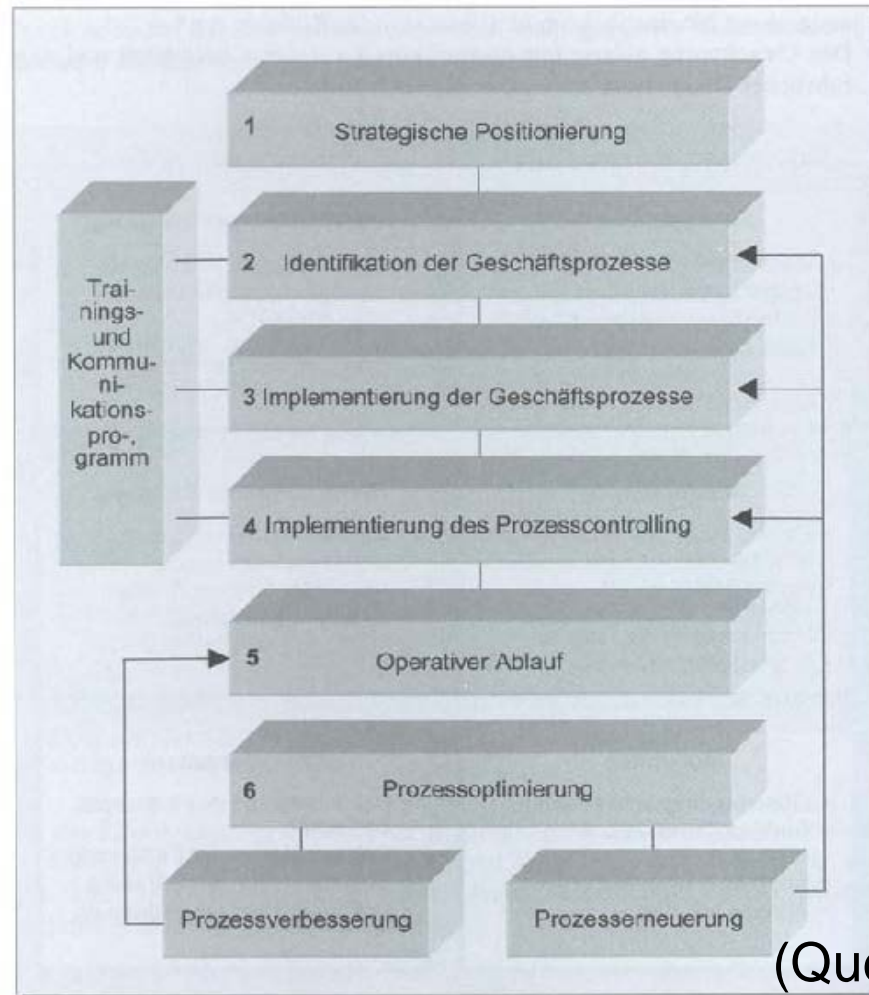 1 Strategische Positionierung
2 Identifikation der Geschäftsprozesse
Trai-
nings-
und
Kommu-
ni-
kations-
pro-.
gramm
3 Implementierung der Geschäftsprozesse
4 Implementierung des Prozesscontrolling
5 Operativer Ablauf
6 Prozessoptimierung
Prozessverbesserung
Prozesserneuerung
(Que